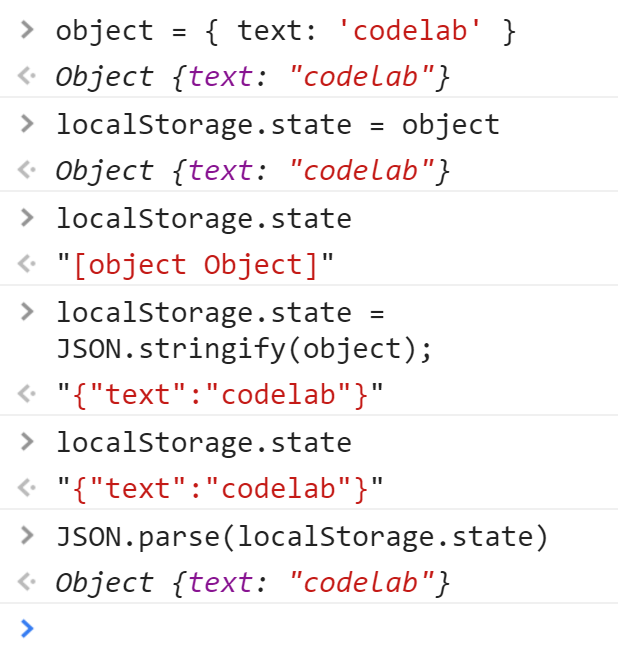 object = { text: 'codelab' }
Object {text: "codelab"}
localStorage.state = object
Object {text: "codelab"}
localStorage.state
"[object Object]"
localStorage.state =
JSON.stringify(object);
"{"text":"codelab"}"
localStorage.state
"{"text":"codelab"}"
JSON.parse(localStorage.state)
Object {text: "codelab"}